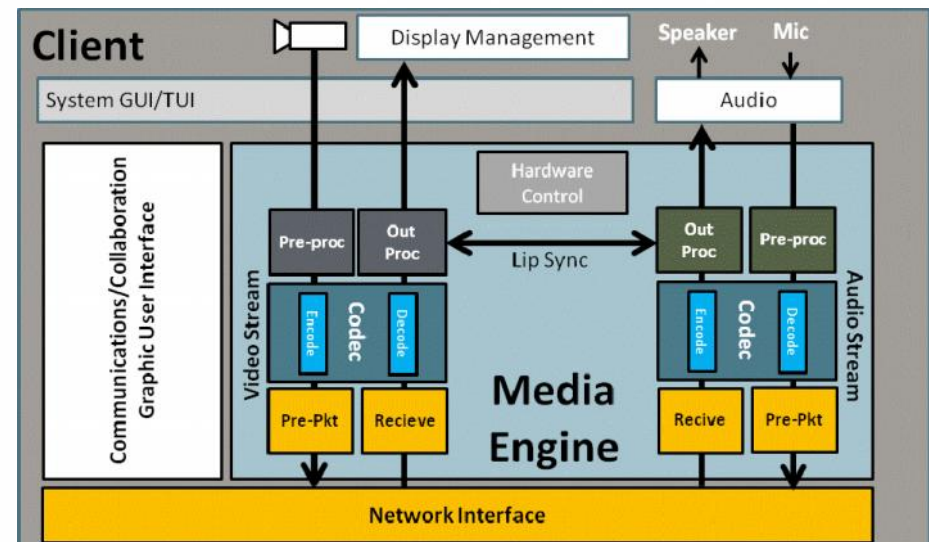 Client
Display Management
Speaker
Mic
System GUI/TUI
Audio
Communications/Collaboration
Graphic User Interface
Hardware
Control
Pre-proc
Out
Proc
Lip Sync
Out
Proc
Pre-proc
Video Stream
Encode
Codec
Decode
Encode
Codec
Decode
Audio Stream
Pre-Pkt
Recieve
Media
Engine
Recive
Pre-Pkt
Network Interface